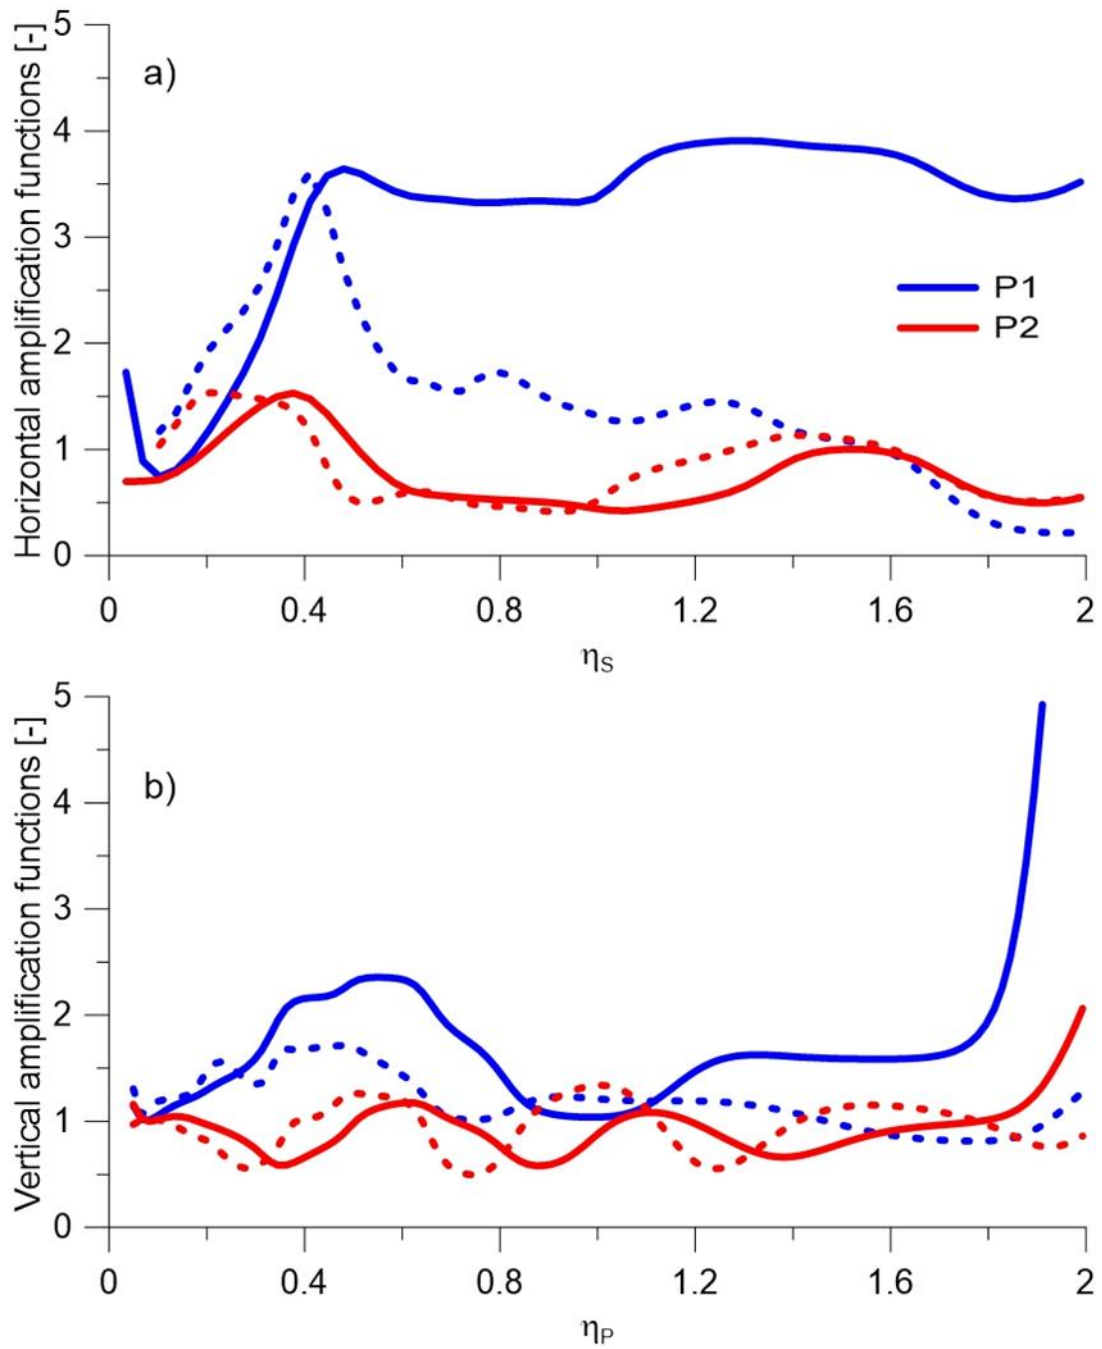 Horizontal amplification functions [-]
5
4
3
2
1
0
a)
P1
P2
0 0.4 0.8 1.2 1.6 2
ηS
Vertical amplification functions [-]
5
4
3
2
1
0
b)
0 0.4 0.8 1.2 1.6 2
ηP